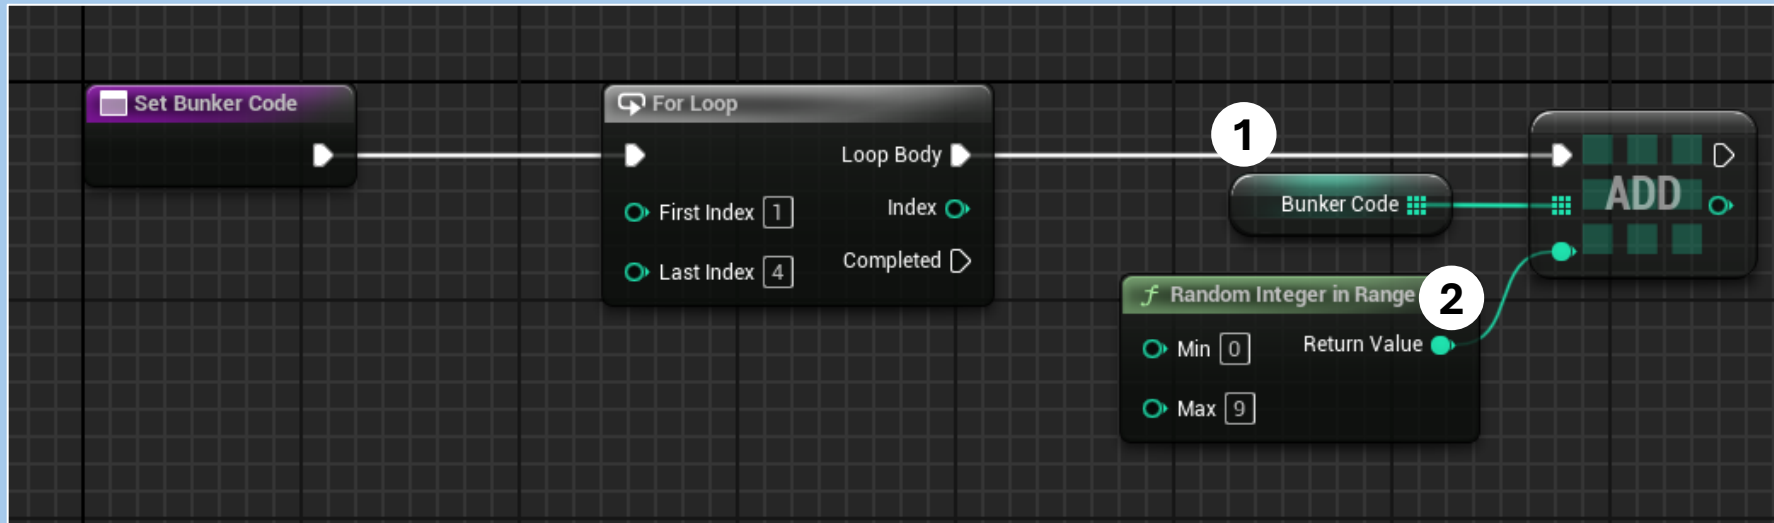 Set Bunker Code
For Loop
Loop Body
First Index 1
Index
Last Index 4
Completed
1
Bunker Code
ADD
Random Integer in Range
2
Min 0
Return Value
Max 9